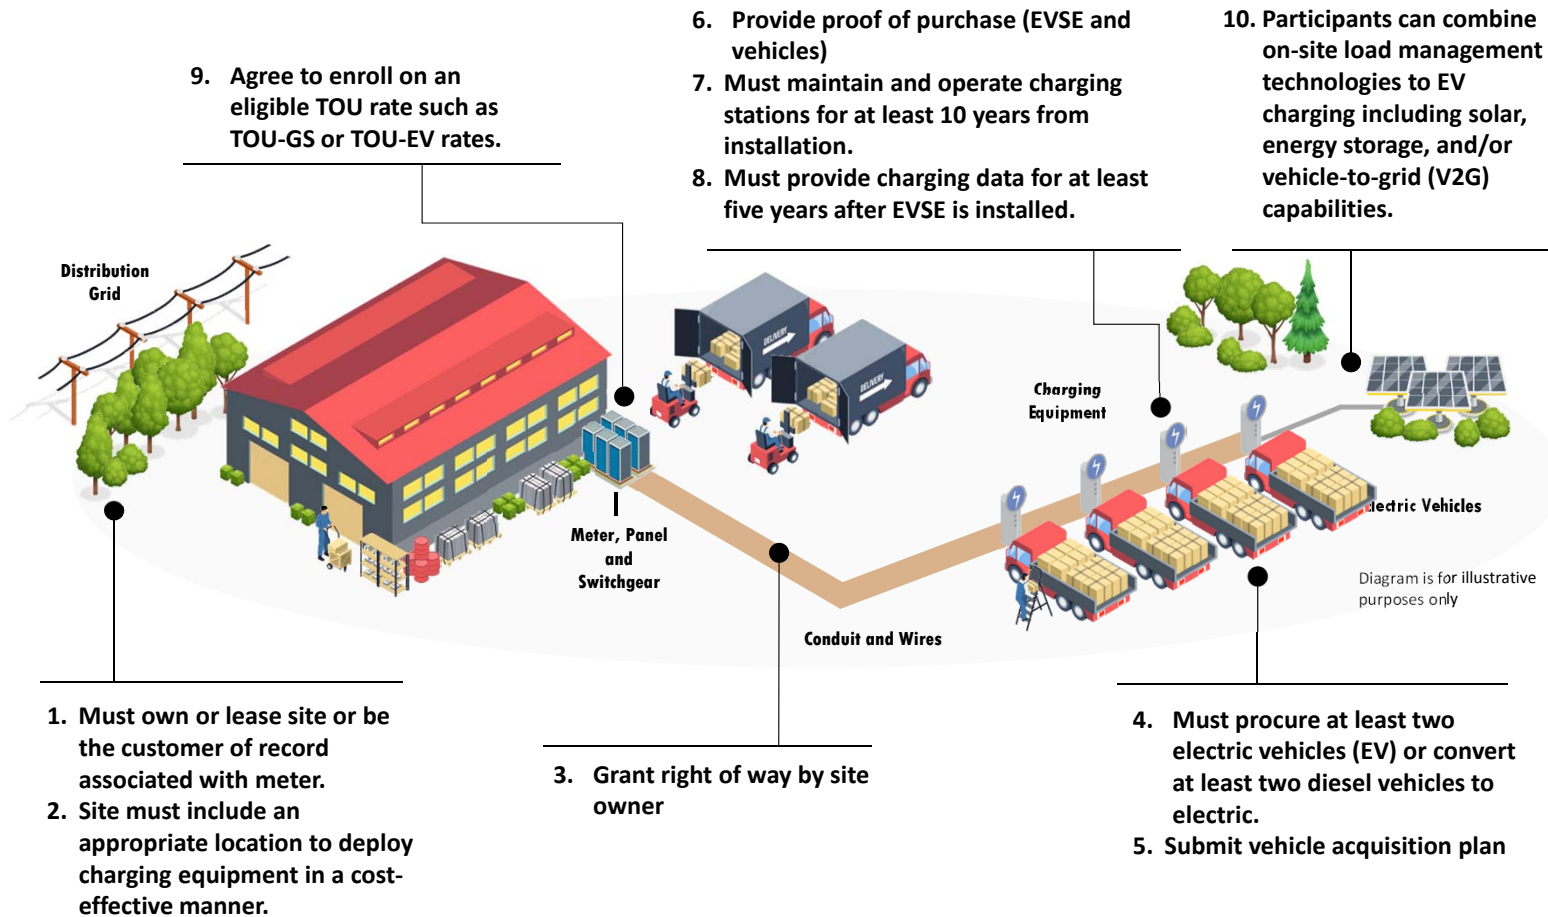 6. Provide proof of purchase (EVSE and
vehicles)
7. Must maintain and operate charging
stations for at least 10 years from
installation.
8. Must provide charging data for at least
five years after EVSE is installed.
10. Participants can combine
on-site load management
technologies to EV
charging including solar,
energy storage, and/or
vehicle-to-grid (V2G)
capabilities.
9. Agree to enroll on an
eligible TOU rate such as
TOU-GS or TOU-EV rates.
Distribution
Grid
DELIVERY
DELIVERY
Charging
Equipment
Meter, Panel
and
Switchgear
lectric Vehicles
Diagram is for illustrative
purposes only
Conduit and Wires
1. Must own or lease site or be
the customer of record
associated with meter.
2. Site must include an
appropriate location to deploy
charging equipment in a cost-
effective manner.
3. Grant right of way by site
owner
4. Must procure at least two
electric vehicles (EV) or convert
at least two diesel vehicles to
electric.
5. Submit vehicle acquisition plan